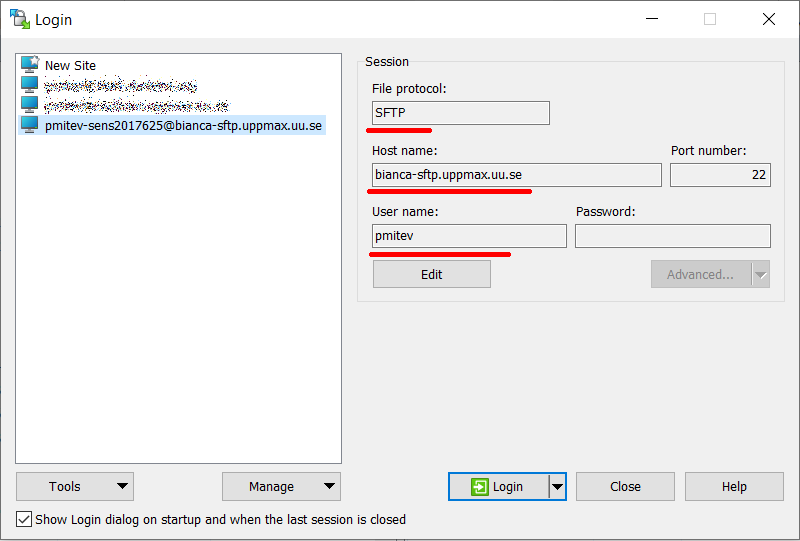 Login
New Site
pmitev-sens2017625@bianca-sftp.uppmax.uu.se
Session
File protocol:
SFTP
Host name: Port number:
bianca-sftp.uppmax.uu.se 22
User name: Password:
pmitev
Edit Advanced...
Tools Manage Login Close Help
Show Login dialog on startup and when the last session is closed